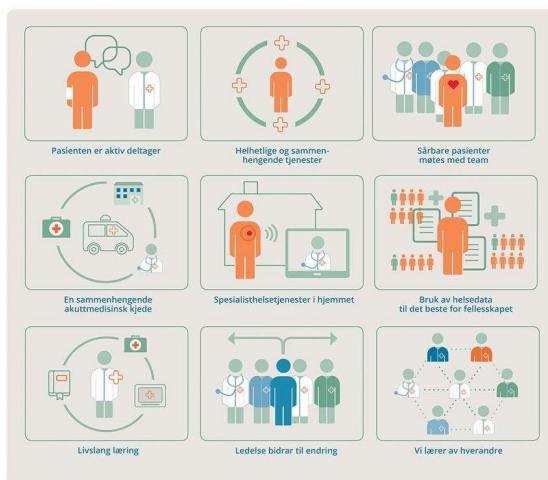 Pasienten er aktiv deltager
Helhetlige og sammen-
hengende tjenester
Sårbare pasienter
møtes med team
En sammenhengende
akuttmedisinsk kjede
Spesialisthelsetjenester i hjemmet
Bruk av helsedata
til det beste for fellesskapet
Livslang læring
Ledelse bidrar til endring
Vi lærer av hverandre